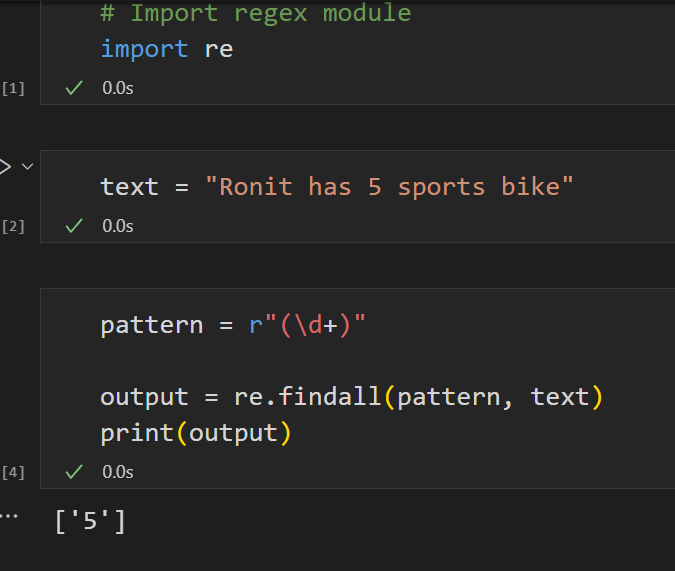 # Import regex module
import re
[1]
0.0s
text = "Ronit has 5 sports bike"
[2]
0.0s
pattern = r"(\d+)"
output = re.findall(pattern, text)
print(output)
[4]
0.0s
['5']